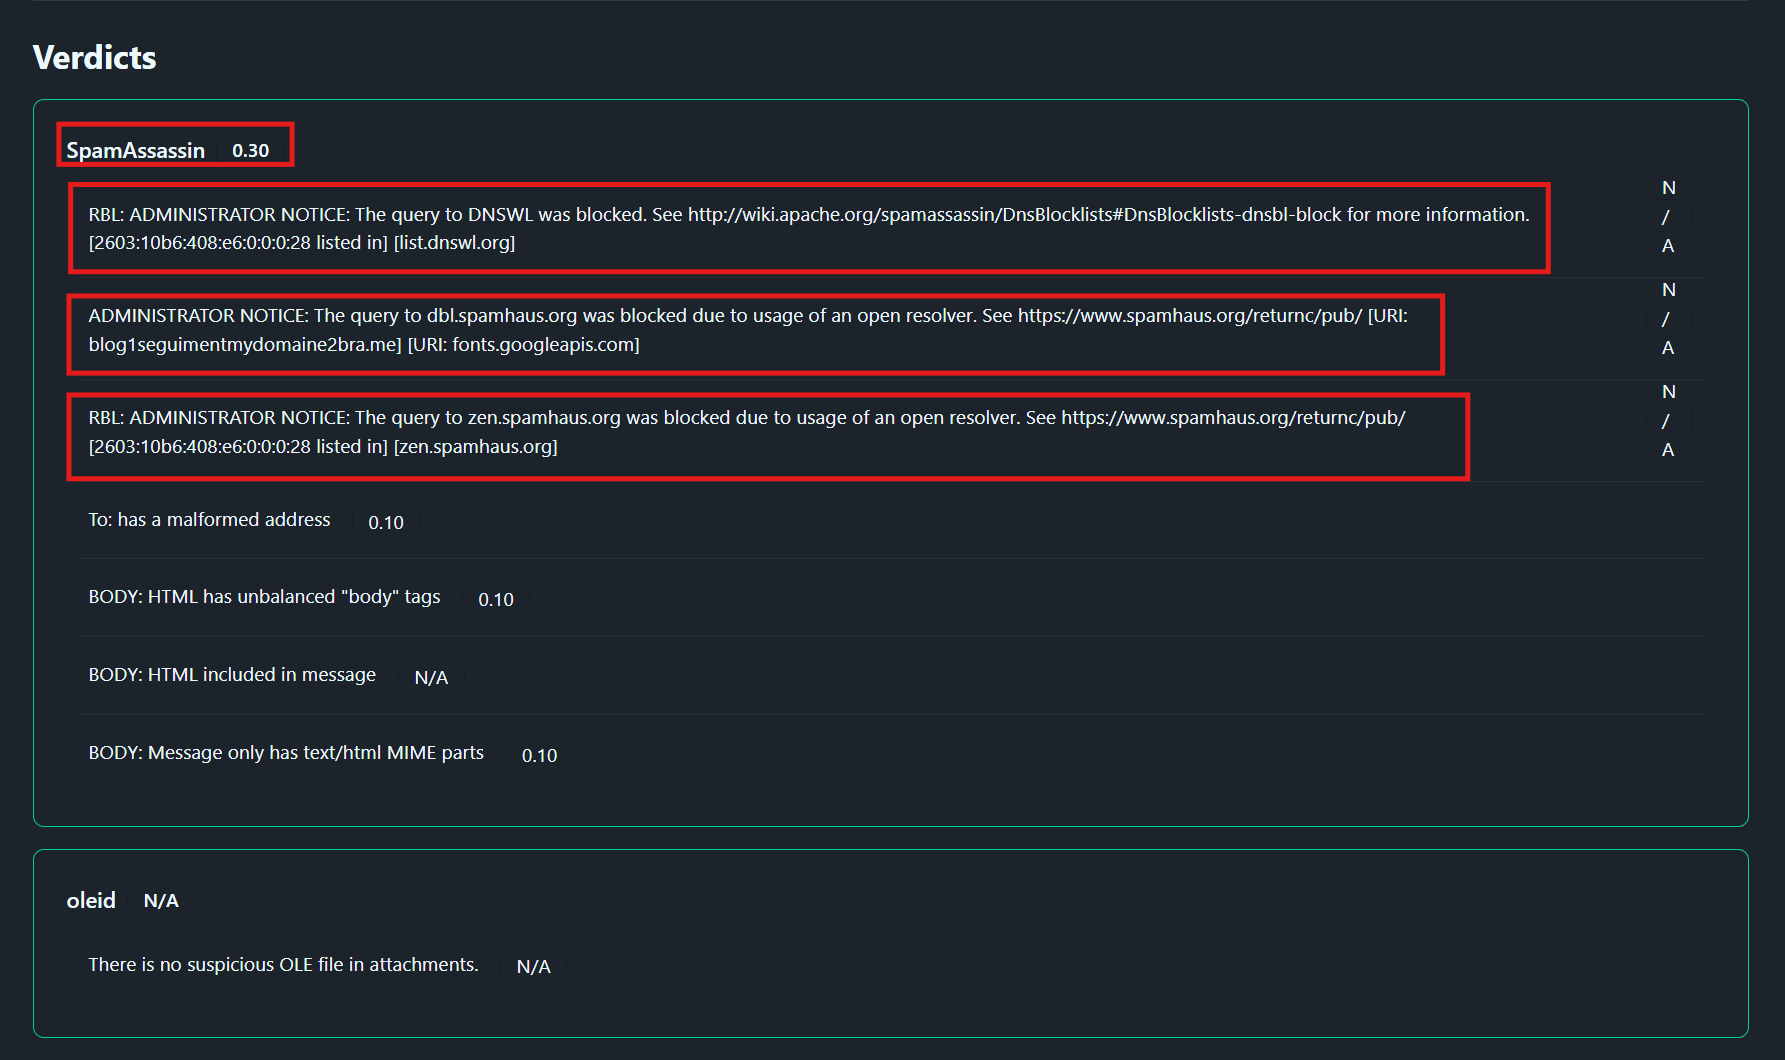 Verdicts
SpamAssassin 0.30
RBL: ADMINISTRATOR NOTICE: The query to DNSWL was blocked. See http://wiki.apache.org/spamassassin/DnsBlocklists#DnsBlocklists-dnsbl-block for more information.
[2603:10b6:408:e6:0:0:0:28 listed in] [list.dnswl.org]
N
/
A
ADMINISTRATOR NOTICE: The query to dbl.spamhaus.org was blocked due to usage of an open resolver. See https://www.spamhaus.org/returnc/pub/ [URI:
blog1seguimentmydomaine2bra.me] [URI: fonts.googleapis.com]
N
/
A
RBL: ADMINISTRATOR NOTICE: The query to zen.spamhaus.org was blocked due to usage of an open resolver. See https://www.spamhaus.org/returnc/pub/
[2603:10b6:408:e6:0:0:0:28 listed in] [zen.spamhaus.org]
N
/
A
To: has a malformed address 0.10
BODY: HTML has unbalanced "body" tags 0.10
BODY: HTML included in message N/A
BODY: Message only has text/html MIME parts 0.10
oleid N/A
There is no suspicious OLE file in attachments. N/A